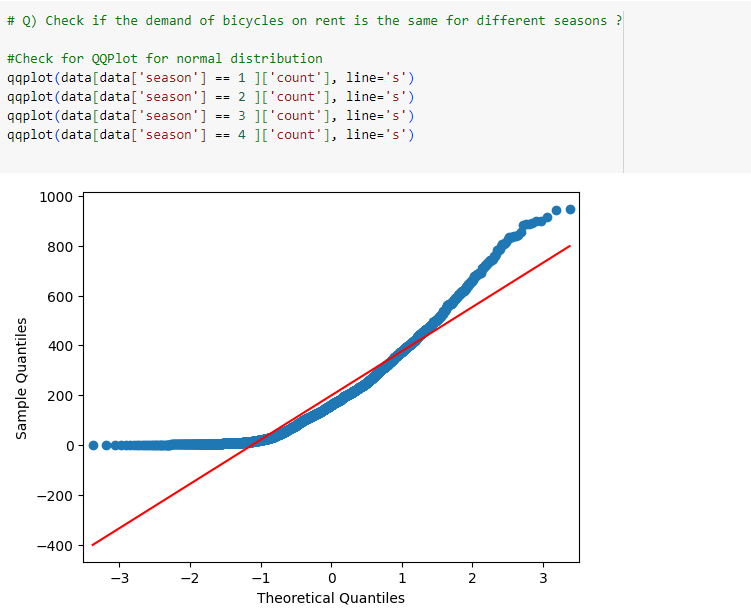 # Q) Check if the demand of bicycles on rent is the same for different seasons ?
#Check for QQPlot for normal distribution
qqplot(data[data['season'] == 1 ]['count'], line='s')
qqplot(data[data['season'] == 2 ]['count'], line='s')
qqplot(data[data['season'] == 3 ]['count'], line='s')
qqplot(data[data['season'] == 4 ]['count'], line='s')
1000
800
600
400
200
0
−200
−400
Sample Quantiles
−3 −2 −1 0 1 2 3
Theoretical Quantiles